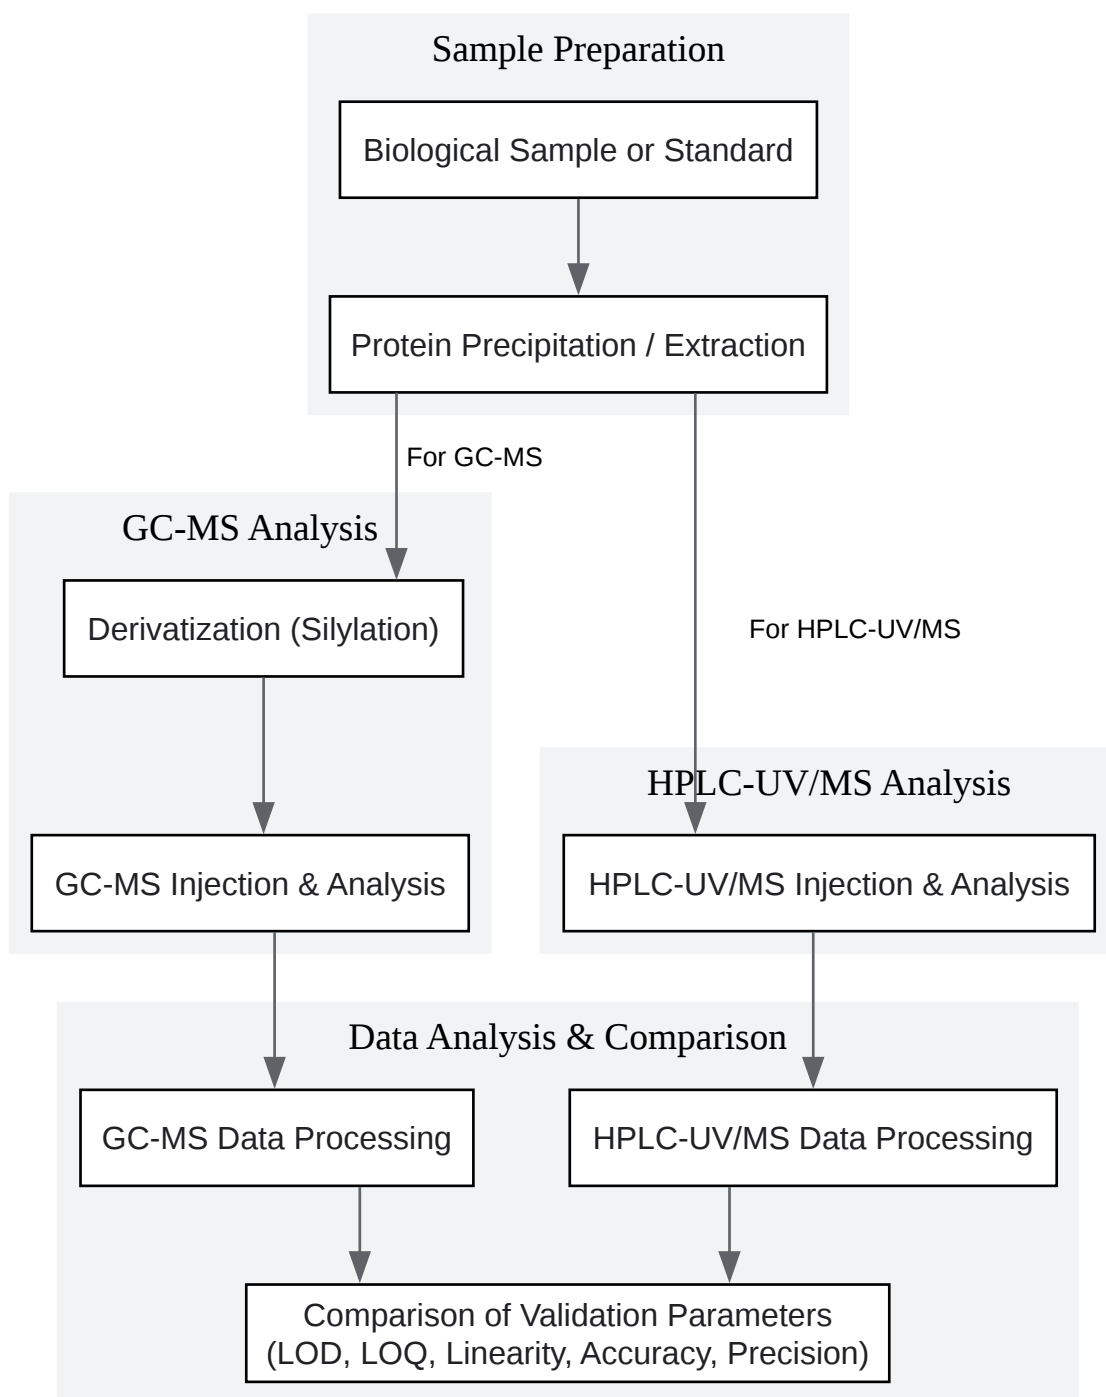 Sample Preparation
Biological Sample or Standard
Protein Precipitation / Extraction
For GC-MS
GC-MS Analysis
Derivatization (Silylation)
For HPLC-UV/MS
HPLC-UV/MS Analysis
GC-MS Injection & Analysis
HPLC-UV/MS Injection & Analysis
Data Analysis & Comparison
GC-MS Data Processing
HPLC-UV/MS Data Processing
Comparison of Validation Parameters
(LOD, LOQ, Linearity, Accuracy, Precision)